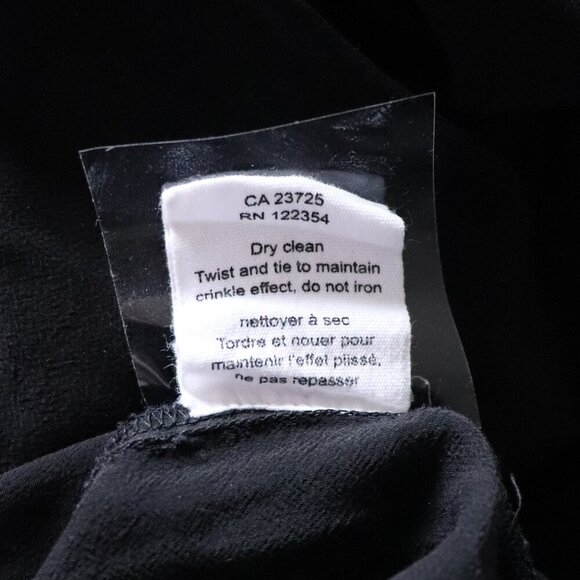 CA 23725
RN 122354
Dry clean
Twist and tie to maintain
crinkle effect, do not iron
nettoyer à sec
Tordre et nouer pour
maintenir l'effet plissé,
ne pas repasser